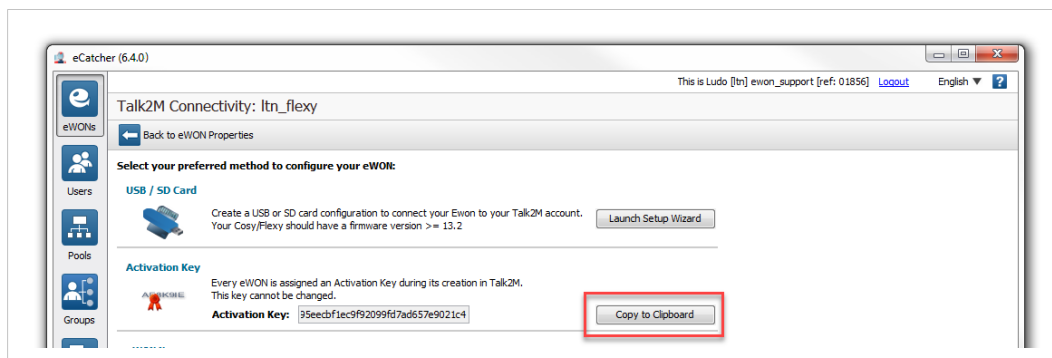 eCatcher (6.4.0)
This is Ludo [ltn] ewon_support [ref: 01856] Logout English ▼ ?
Talk2M Connectivity: ltn_flexy
eWONs
Back to eWON Properties
Select your preferred method to configure your eWON:
Users
USB / SD Card
Create a USB or SD card configuration to connect your Ewon to your Talk2M account.
Your Cosy/Flexy should have a firmware version >= 13.2
Launch Setup Wizard
Pools
Activation Key
Every eWON is assigned an Activation Key during its creation in Talk2M.
This key cannot be changed.
Activation Key: 95eecbf1ec9f92099fd7ad657e9021c4
Copy to Clipboard
Groups